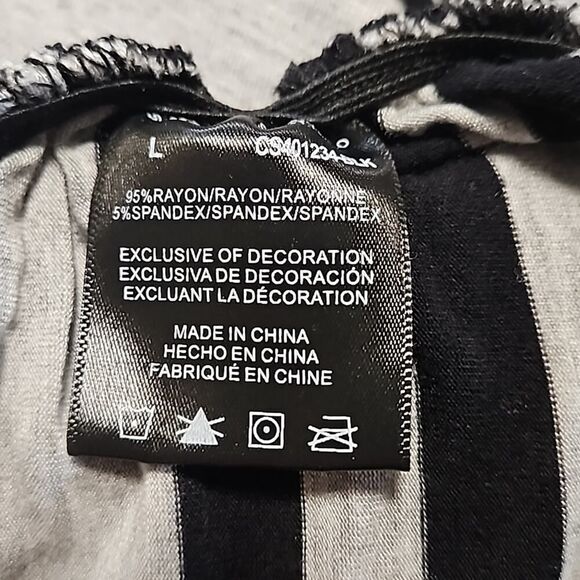 L CS401234-BLK
95%RAYON/RAYON/RAYONNE
5%SPANDEX/SPANDEX/SPANDEX
EXCLUSIVE OF DECORATION
EXCLUSIVA DE DECORACIÓN
EXCLUANT LA DÉCORATION
MADE IN CHINA
HECHO EN CHINA
FABRIQUÉ EN CHINE